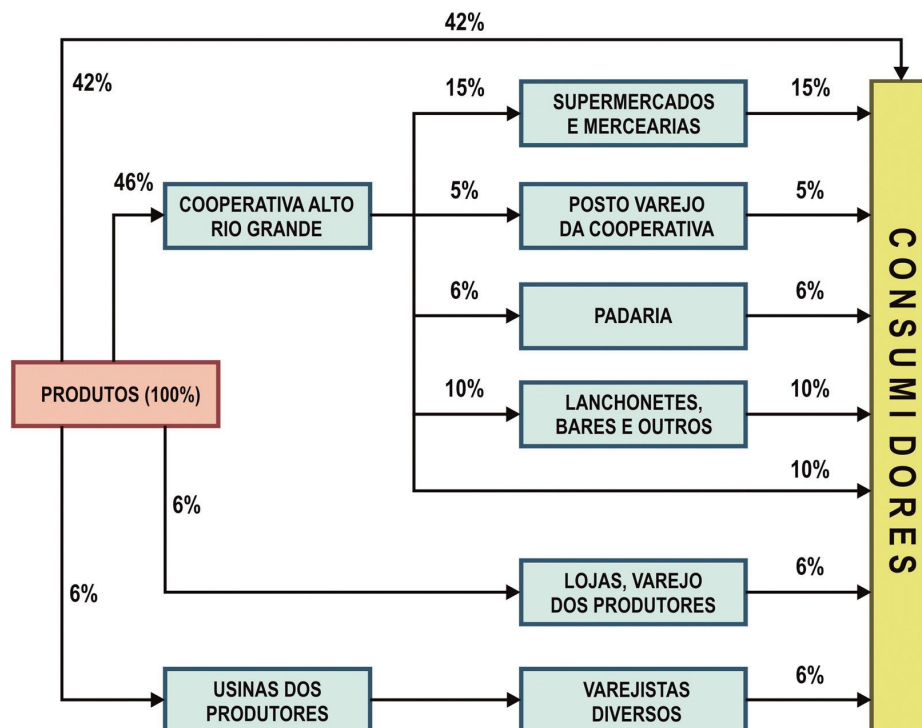 42%
42%
15%
SUPERMERCADOS
E MERCEARIAS
15%
46%
COOPERATIVA ALTO
RIO GRANDE
5%
POSTO VAREJO
DA COOPERATIVA
5%
6%
PADARIA
6%
PRODUTOS (100%)
10%
LANCHONETES,
BARES E OUTROS
10%
10%
6%
LOJAS, VAREJO
DOS PRODUTORES
6%
6%
USINAS DOS
PRODUTORES
VAREJISTAS
DIVERSOS
6%
CONSUMI DORES